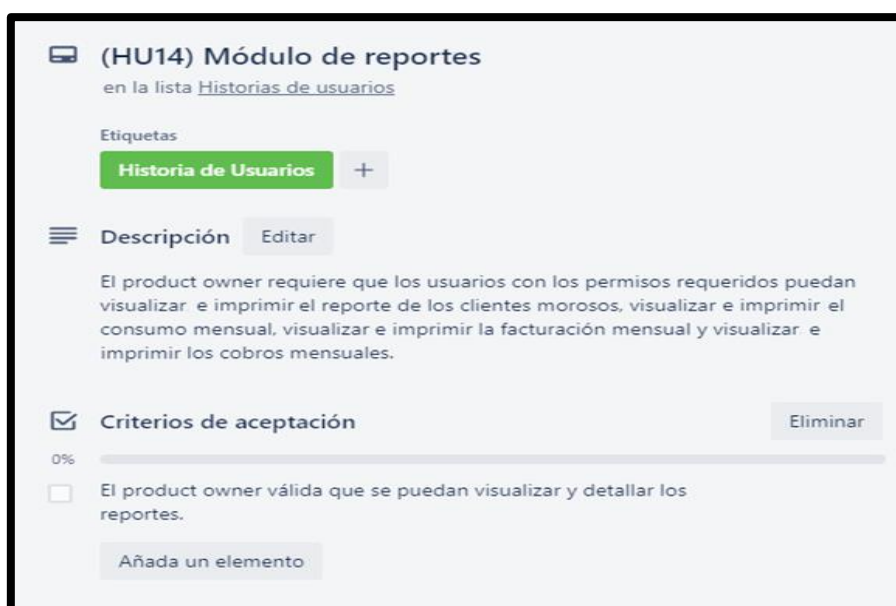 (HU14) Módulo de reportes
en la lista Historias de usuarios
Etiquetas
Historia de Usuarios +
Descripción Editar
El product owner requiere que los usuarios con los permisos requeridos puedan
visualizar e imprimir el reporte de los clientes morosos, visualizar e imprimir el
consumo mensual, visualizar e imprimir la facturación mensual y visualizar e
imprimir los cobros mensuales.
Criterios de aceptación Eliminar
0%
El product owner válida que se puedan visualizar y detallar los
reportes.
Añada un elemento